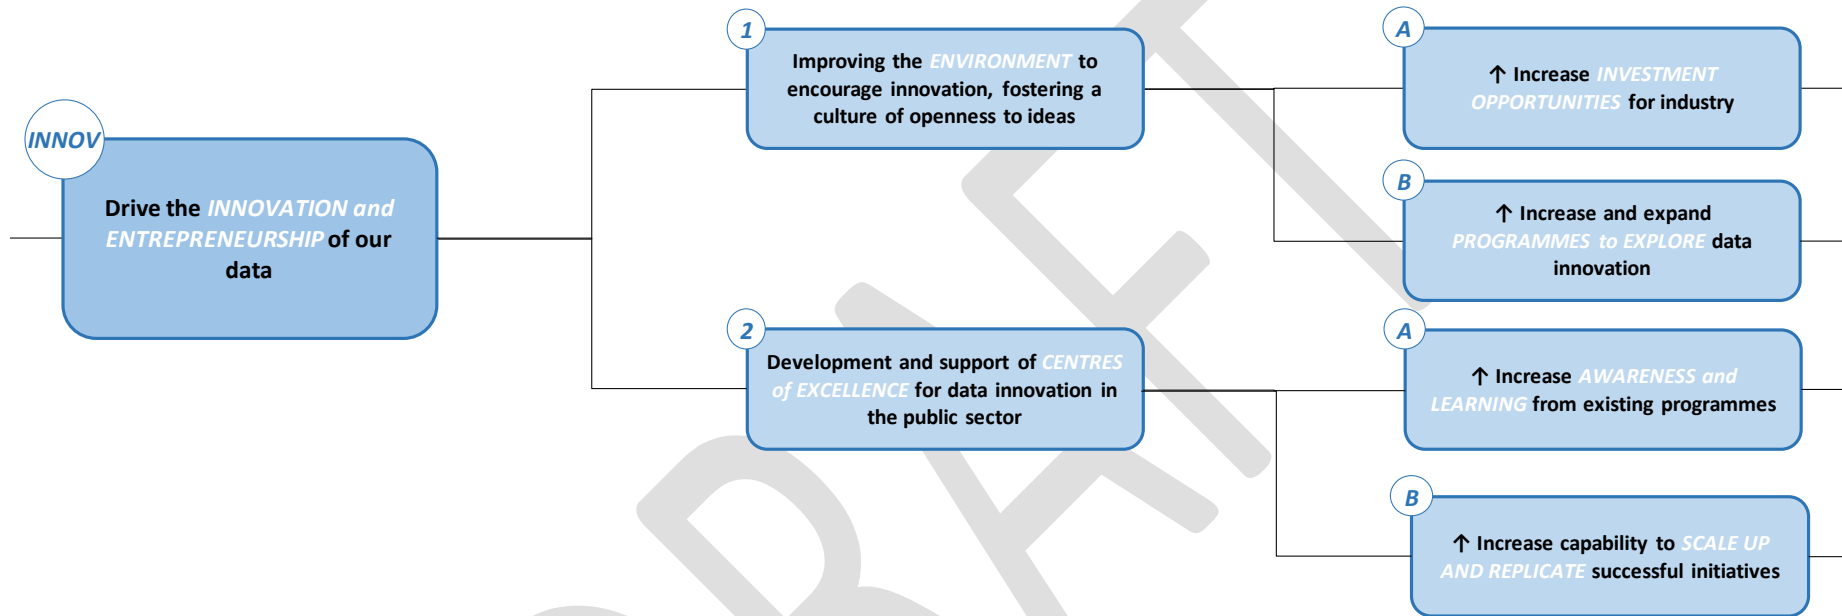 INNOV
Drive the INNOVATION and
ENTREPRENEURSHIP of our
data
1
Improving the ENVIRONMENT to
encourage innovation, fostering a
culture of openness to ideas
A
↑ Increase INVESTMENT
OPPORTUNITIES for industry
B
↑ Increase and expand
PROGRAMMES to EXPLORE data
innovation
2
Development and support of CENTRES
of EXCELLENCE for data innovation in
the public sector
A
↑ Increase AWARENESS and
LEARNING from existing programmes
B
↑ Increase capability to SCALE UP
AND REPLICATE successful initiatives
DRAFT